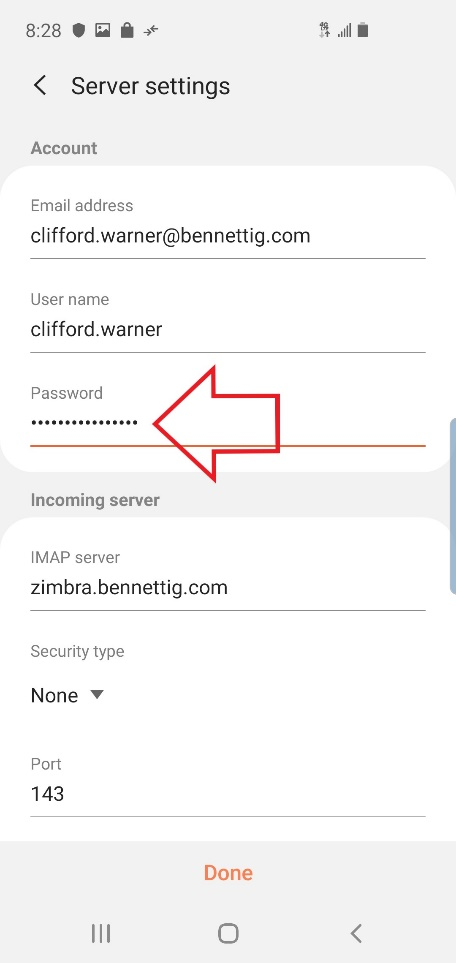 8:28
Server settings
Account
Email address
clifford.warner@bennettig.com
User name
clifford.warner
Password
••••••••••••••••
Incoming server
IMAP server
zimbra.bennettig.com
Security type
None
Port
143
Done